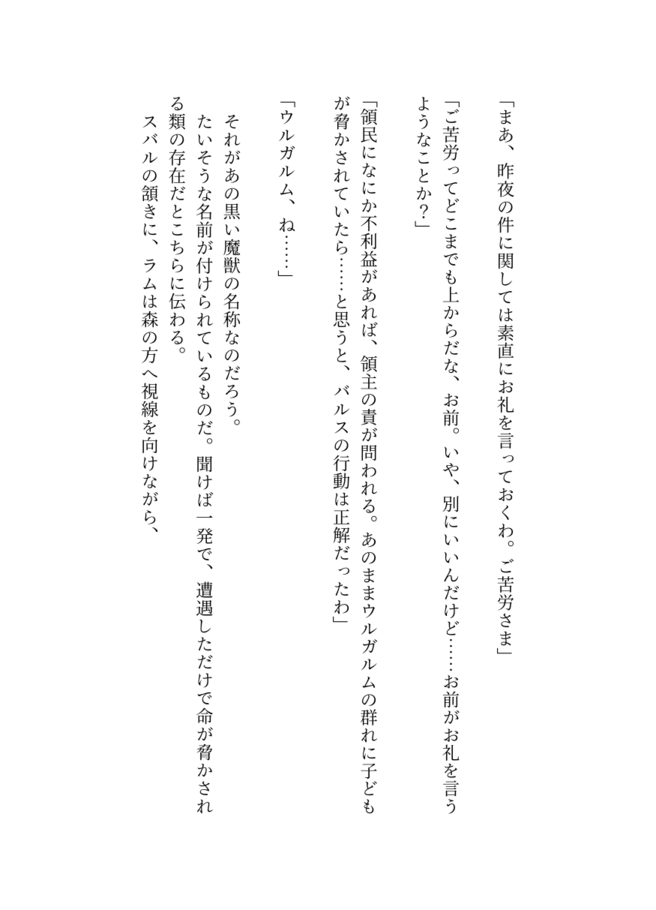 「まあ、昨夜の件に関しては素直にお礼を言っておくわ。ご苦労さま」
「ご苦労ってどこまでも上からだな、お前。いや、別にいいんだけど……お前がお礼を言う
ようなことか？」
「領民になにか不利益があれば、領主の責が問われる。あのままウルガルムの群れに子ども
が脅かされていたら……と思うと、バルスの行動は正解だったわ」
「ウルガルム、ね……」
それがあの黒い魔獣の名称なのだろう。
たいそうな名前が付けられているものだ。聞けば一発で、遭遇しただけで命が脅かされ
る類の存在だとこちらに伝わる。
スバルの頷きに、ラムは森の方へ視線を向けながら、